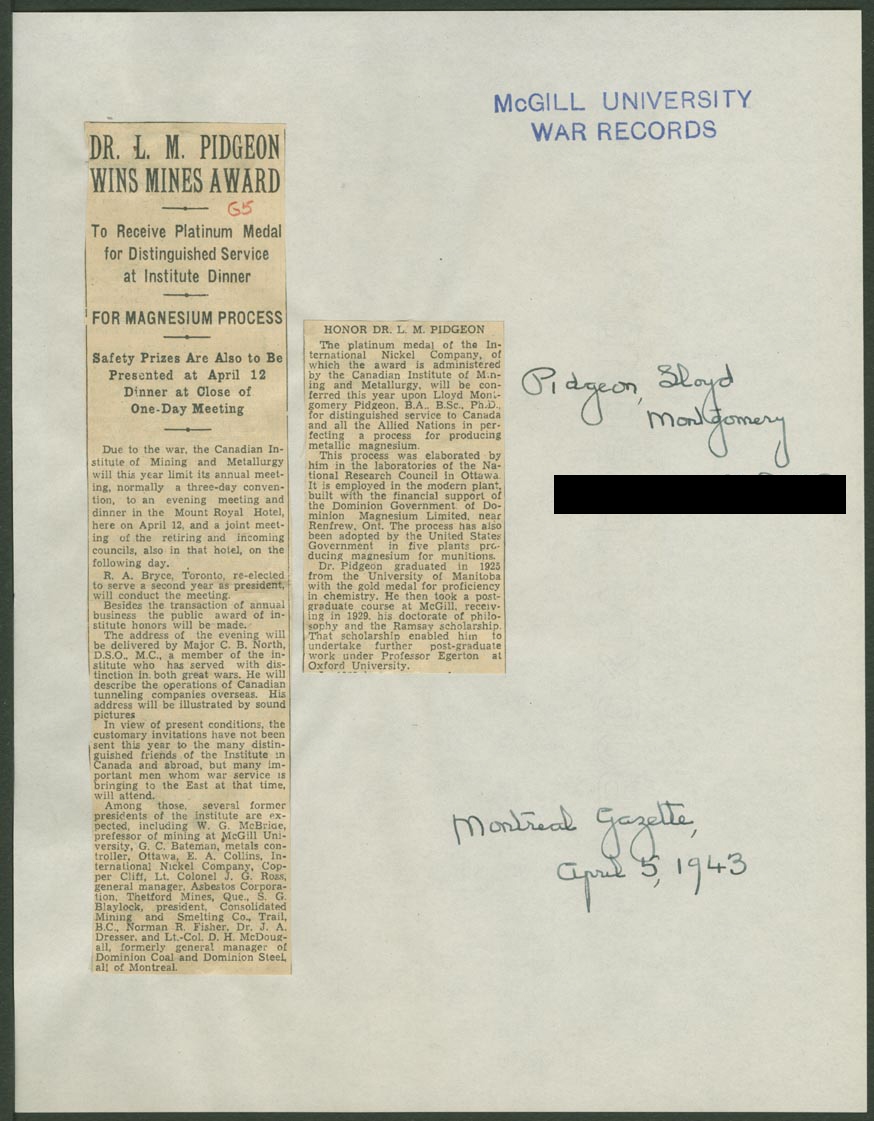 McGILL UNIVERSITY
WAR RECORDS
DR. L. M. PIDGEON
WINS MINES AWARD
G5
To Receive Platinum Medal
for Distinguished Service
at Institute Dinner
FOR MAGNESIUM PROCESS
Safety Prizes Are Also to Be
Presented at April 12
Dinner at Close of
One-Day Meeting
Due to the war, the Canadian In-
stitute of Mining and Metallurgy
will this year limit its annual meet-
ing, normally a three-day conven-
tion, to an evening meeting and
dinner in the Mount Royal Hotel,
here on April 12, and a joint meet-
ing of the retiring and incoming
councils, also in that hotel, on the
following day.
R. A. Bryce, Toronto, re-elected
to serve a second year as president,
will conduct the meeting.
Besides the transaction of annual
business the public award of in-
stitute honors will be made.
The address of the evening will
be delivered by Major C. B. North,
D.S.O., M.C., a member of the in-
stitute who has served with dis-
tinction in both great wars. He will
describe the operations of Canadian
tunneling companies overseas. His
address will be illustrated by sound
pictures
In view of present conditions, the
customary invitations have not been
sent this year to the many distin-
guished friends of the Institute in
Canada and abroad, but many im-
portant men whom war service is
bringing to the East at that time,
will attend.
Among those, several former
presidents of the institute are ex-
pected, including W. G. McBride,
prefessor of mining at McGill Uni-
versity, G. C. Bateman, metals con-
troller, Ottawa, E. A. Collins, In-
ternational Nickel Company, Cop-
per Cliff, Lt. Colonel J. G. Ross,
general manager, Asbestos Corpora-
tion, Thetford Mines, Que., S. G.
Blaylock, president, Consolidated
Mining and Smelting Co., Trail,
B.C., Norman R. Fisher, Dr. J. A.
Dresser, and Lt.-Col. D. H. McDoug-
all, formerly general manager of
Dominion Coal and Dominion Steel,
all of Montreal.
HONOR DR. L. M. PIDGEON
The platinum medal of the In-
ternational Nickel Company, of
which the award is administered
by the Canadian Institute of Min-
ing and Metallurgy, will be con-
ferred this year upon Lloyd Mont-
gomery Pidgeon, B.A., B.Sc., Ph.D.,
for distinguished service to Canada
and all the Allied Nations in per-
fecting a process for producing
metallic magnesium.
This process was elaborated by
him in the laboratories of the Na-
tional Research Council in Ottawa.
It is employed in the modern plant,
built with the financial support of
the Dominion Government, of Do-
minion Magnesium Limited, near
Renfrew, Ont. The process has also
been adopted by the United States
Government in five plants pro-
ducing magnesium for munitions.
Dr. Pidgeon graduated in 1925
from the University of Manitoba
with the gold medal for proficiency
in chemistry. He then took a post-
graduate course at McGill, receiv-
ing in 1929, his doctorate of philo-
sophy and the Ramsay scholarship.
That scholarship enabled him to
undertake further post-graduate
work under Professor Egerton at
Oxford University.
Pidgeon, Lloyd
Montgomery
Montreal Gazette,
April 5, 1943